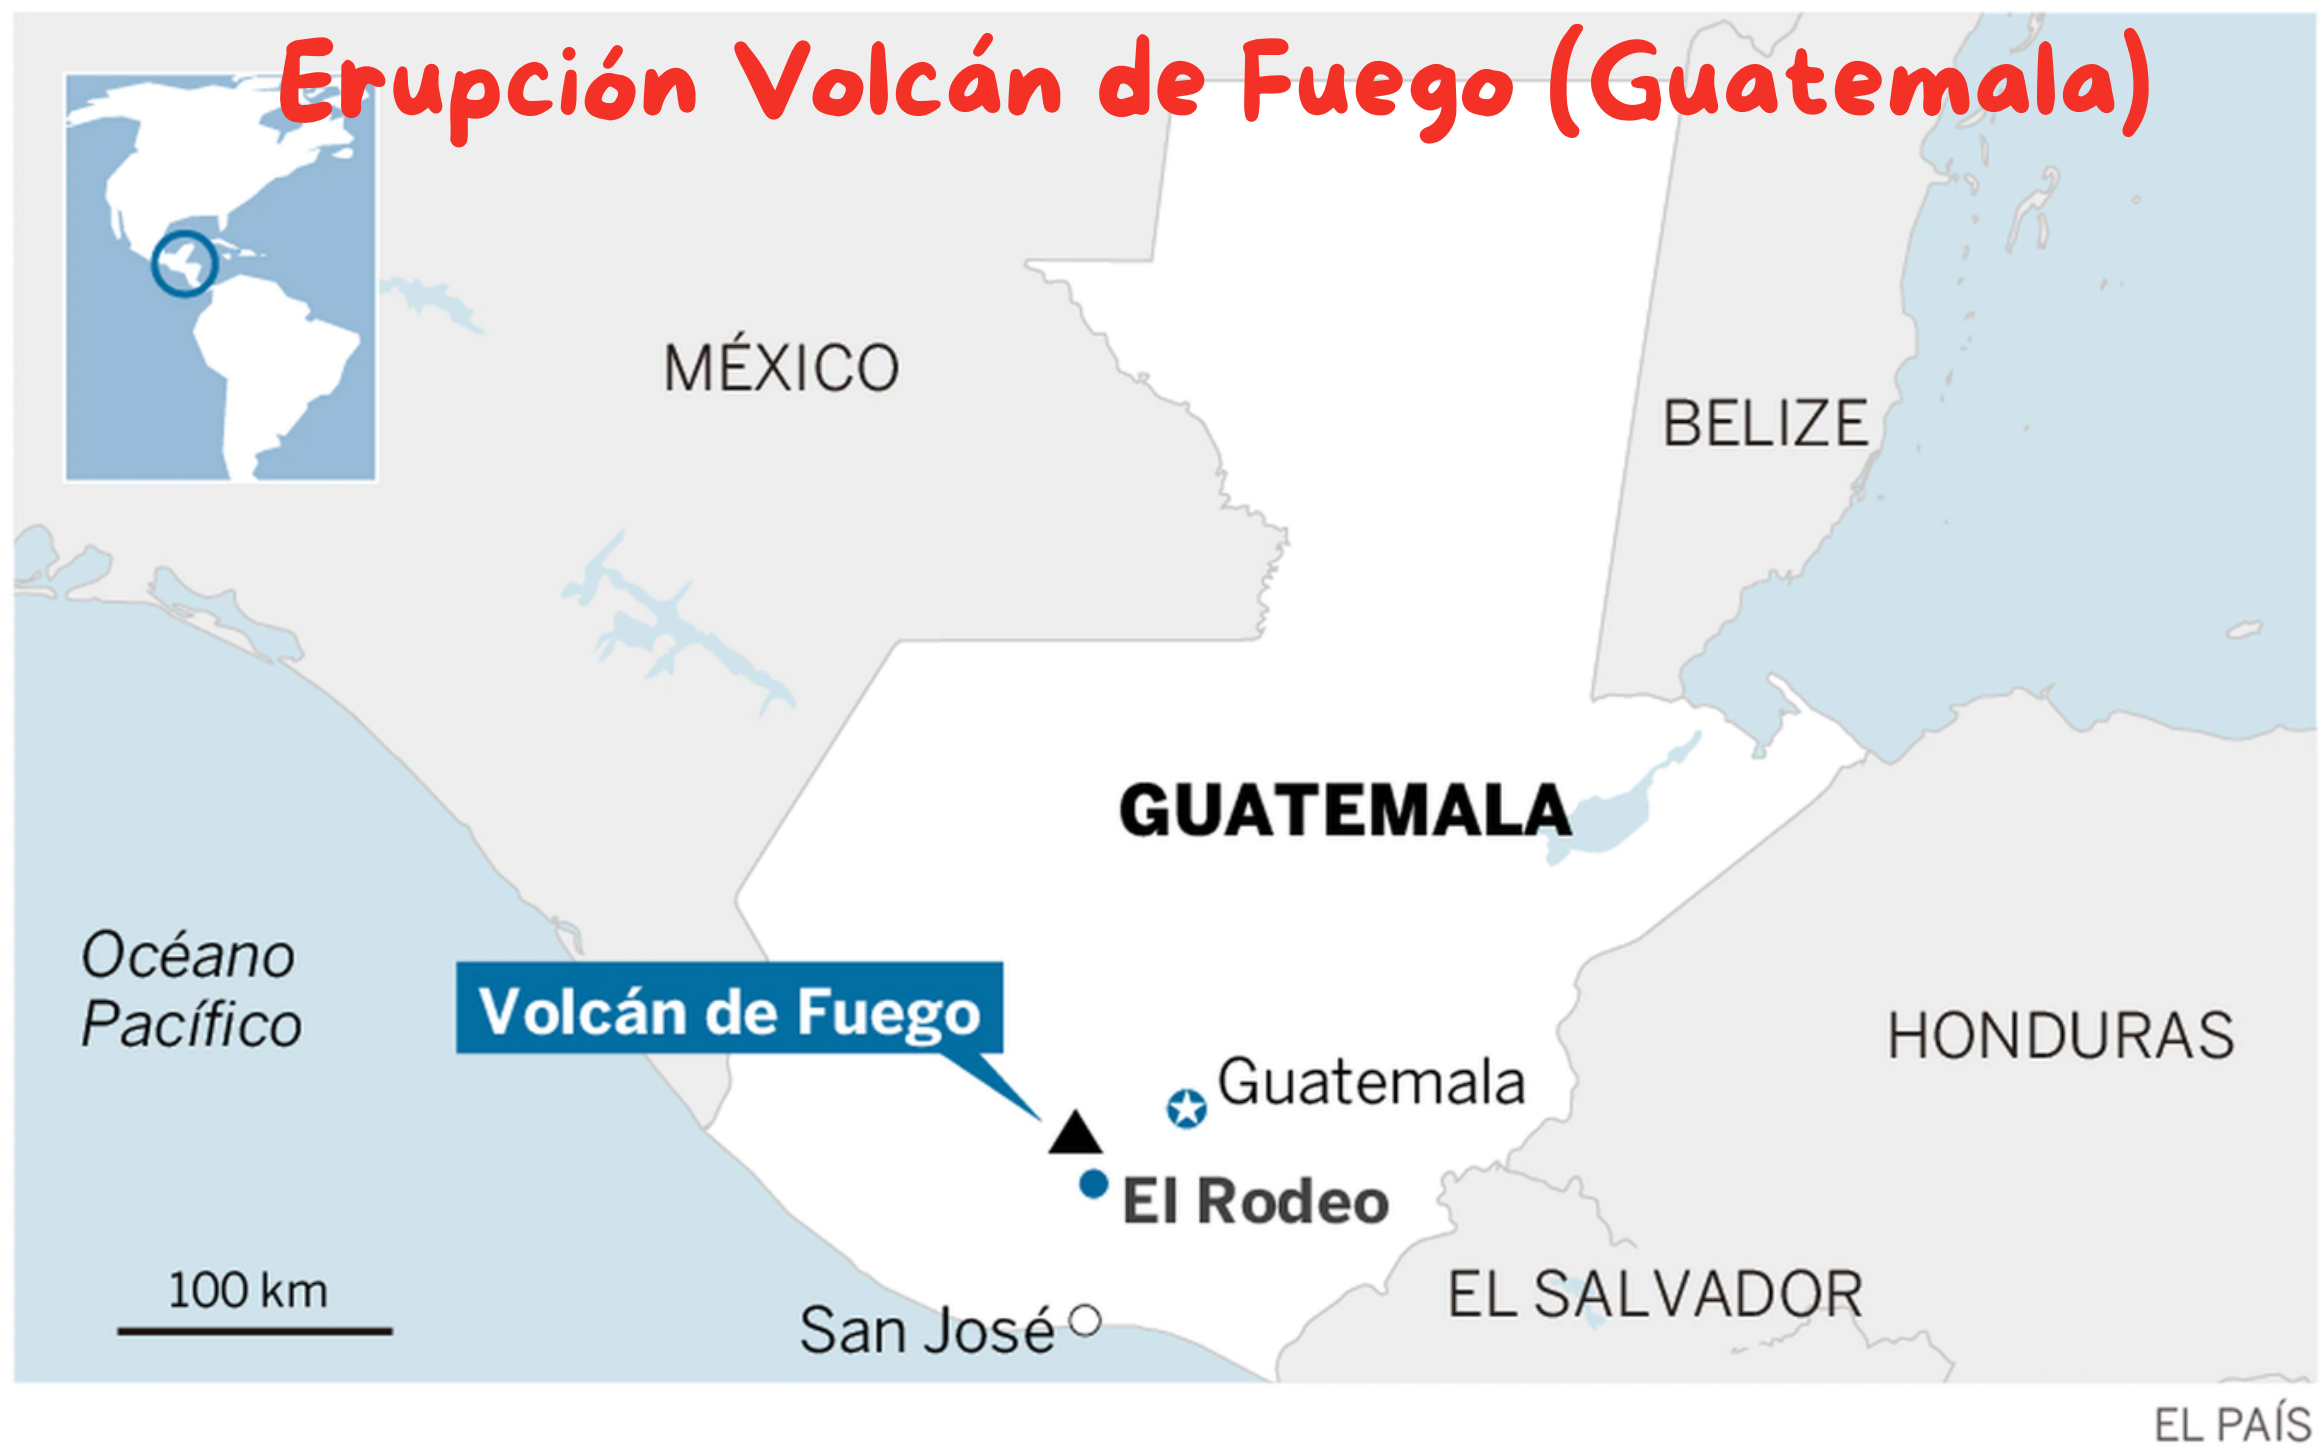 Erupción Volcán de Fuego (Guatemala)
MÉXICO
BELIZE
GUATEMALA
Océano
Pacífico
Volcán de Fuego
HONDURAS
Guatemala
El Rodeo
100 km
EL SALVADOR
San José
EL PAÍS